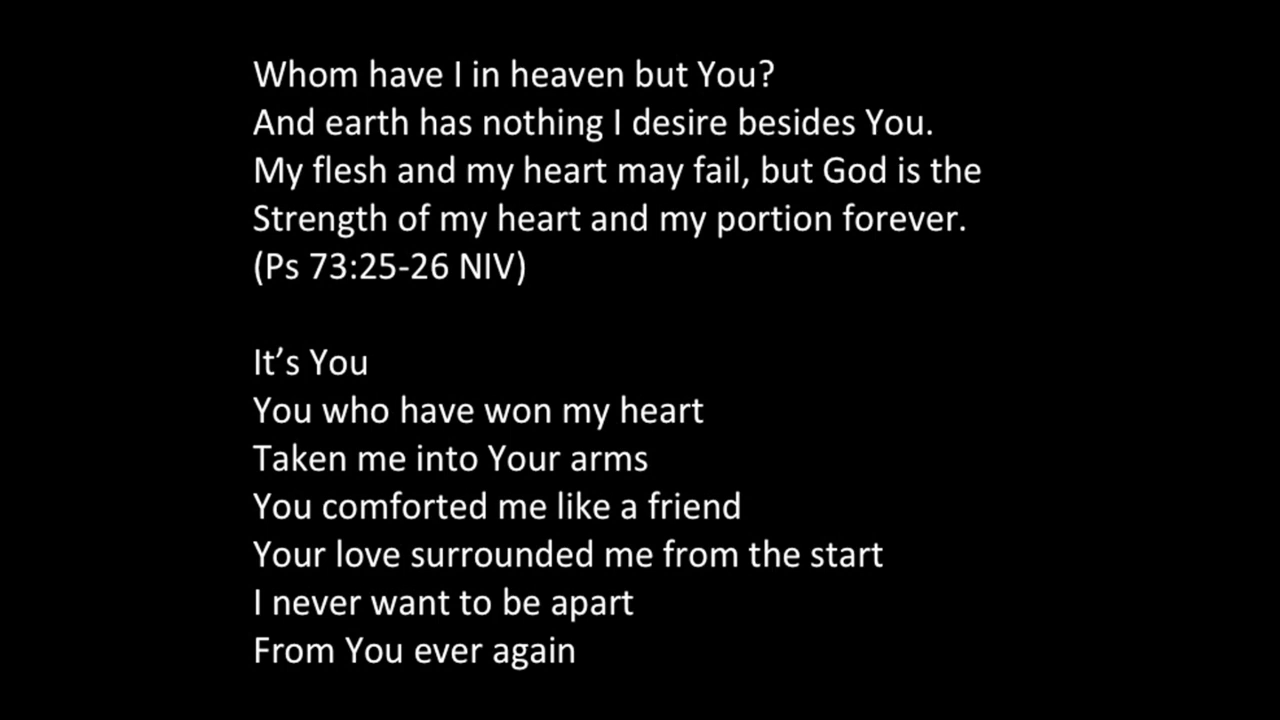 Whom have I in heaven but You?
And earth has nothing I desire besides You.
My flesh and my heart may fail, but God is the
Strength of my heart and my portion forever.
(Ps 73:25-26 NIV)
It’s You
You who have won my heart
Taken me into Your arms
You comforted me like a friend
Your love surrounded me from the start
I never want to be apart
From You ever again